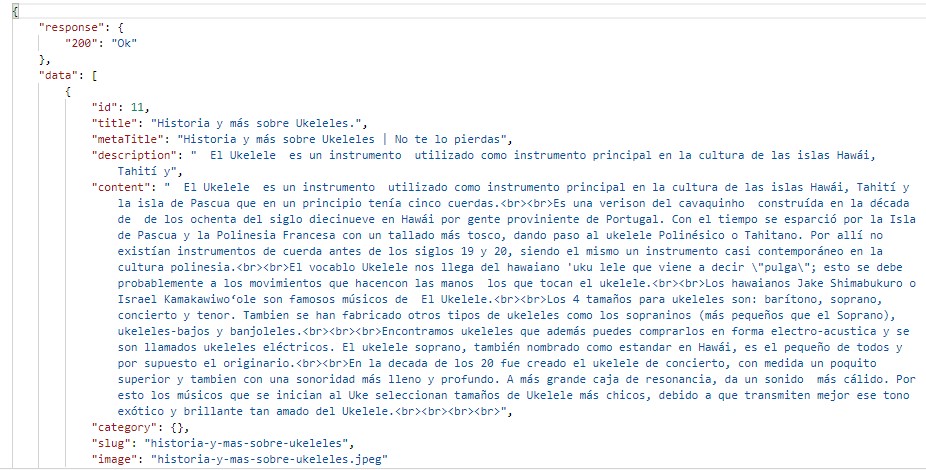 {
"response": {
"200": "Ok"
},
"data": [
{
"id": 11,
"title": "Historia y más sobre Ukeleles.",
"metaTitle": "Historia y más sobre Ukeleles | No te lo pierdas",
"description": "  El Ukelele  es un instrumento  utilizado como instrumento principal en la cultura de las islas Hawái,
Tahití y",
"content": "  El Ukelele  es un instrumento  utilizado como instrumento principal en la cultura de las islas Hawái, Tahití y
la isla de Pascua que en un principio tenía cinco cuerdas.<br><br>Es una verison del cavaquinho  construída en la década
de  de los ochenta del siglo diecinueve en Hawái por gente proviniente de Portugal. Con el tiempo se esparció por la Isla
de Pascua y la Polinesia Francesa con un tallado más tosco, dando paso al ukelele Polinésico o Tahitano. Por allí no
existían instrumentos de cuerda antes de los siglos 19 y 20, siendo el mismo un instrumento casi contemporáneo en la
cultura polinesia.<br><br>El vocablo Ukelele nos llega del hawaiano 'uku lele que viene a decir \"pulga\"; esto se debe
probablemente a los movimientos que hacencon las manos  los que tocan el ukelele.<br><br>Los hawaianos Jake Shimabukuro o
Israel Kamakawiwoʻole son famosos músicos de  El Ukelele.<br><br>Los 4 tamaños para ukeleles son: barítono, soprano,
concierto y tenor. Tambien se han fabricado otros tipos de ukeleles como los sopraninos (más pequeños que el Soprano),
ukeleles-bajos y banjoleles.<br><br><br>Encontramos ukeleles que además puedes comprarlos en forma electro-acustica y se
son llamados ukeleles eléctricos. El ukelele soprano, también nombrado como estandar en Hawái, es el pequeño de todos y
por supuesto el originario.<br><br>En la decada de los 20 fue creado el ukelele de concierto, con medida un poquito
superior y tambien con una sonoridad más lleno y profundo. A más grande caja de resonancia, da un sonido  más cálido. Por
esto los músicos que se inician al Uke seleccionan tamaños de Ukelele más chicos, debido a que transmiten mejor ese tono
exótico y brillante tan amado del Ukelele.<br><br><br><br>",
"category": {},
"slug": "historia-y-mas-sobre-ukeleles",
"image": "historia-y-mas-sobre-ukeleles.jpeg"